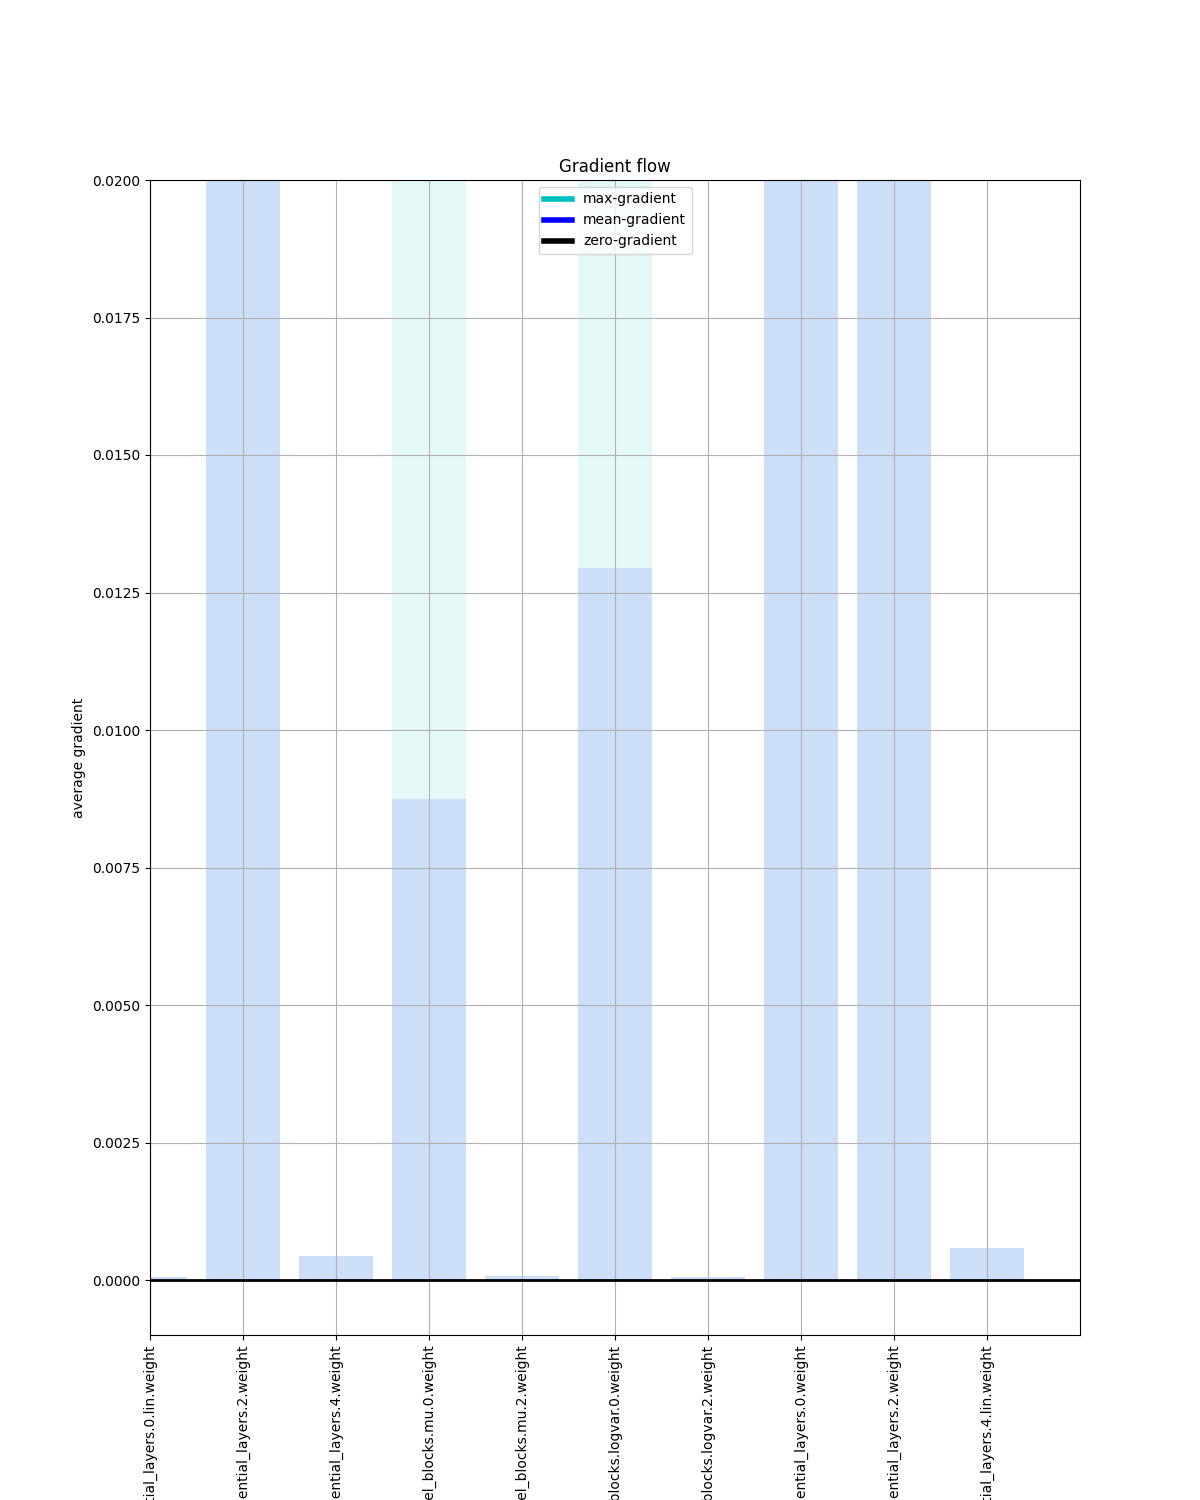 Gradient flow
max-gradient
mean-gradient
zero-gradient
0.0200
0.0175
0.0150
0.0125
0.0100
0.0075
0.0050
0.0025
0.0000
average gradient
tial_layers.0.lin.weight
ential_layers.2.weight
ential_layers.4.weight
el_blocks.mu.0.weight
el_blocks.mu.2.weight
blocks.logvar.0.weight
blocks.logvar.2.weight
ential_layers.0.weight
ential_layers.2.weight
tial_layers.4.lin.weight